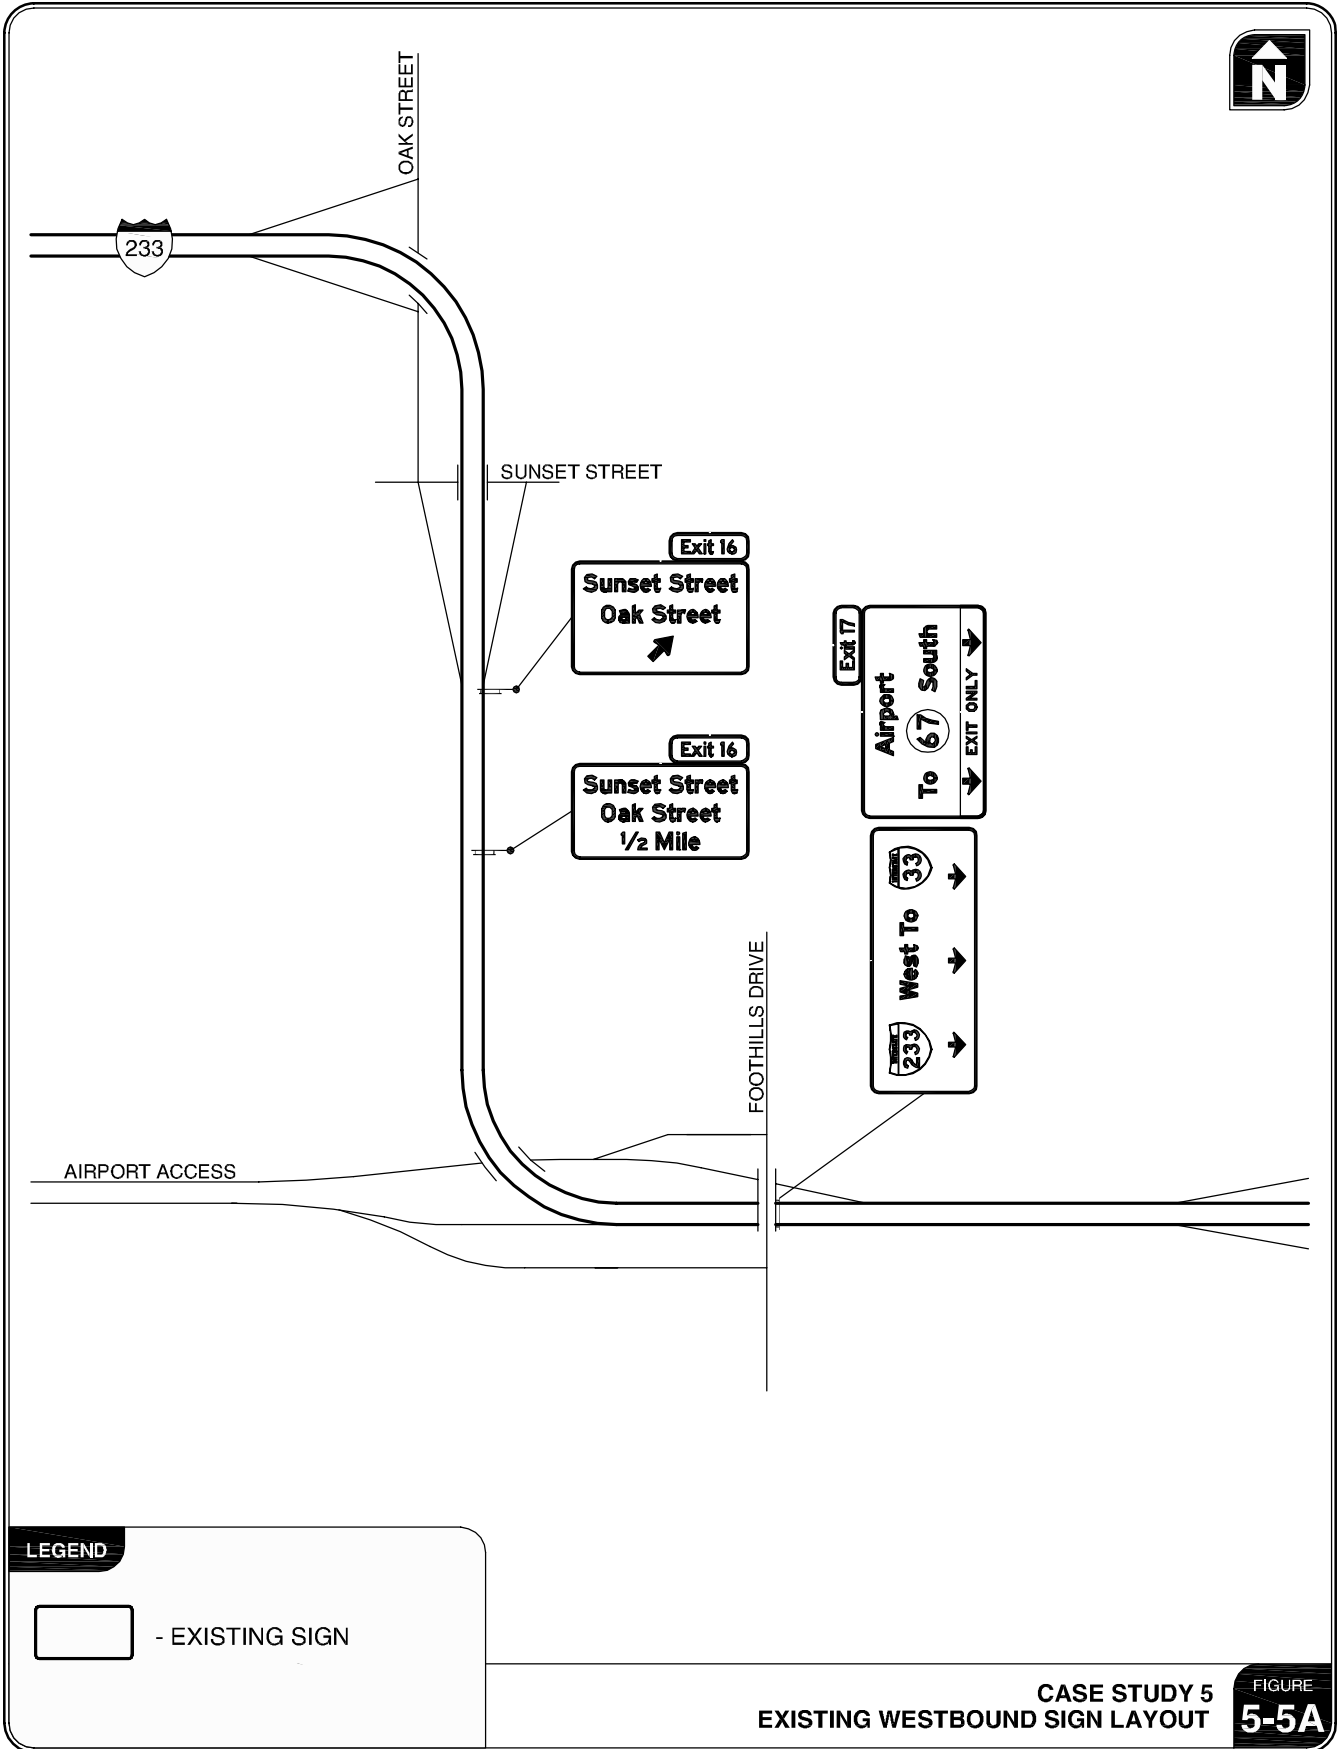 N
OAK STREET
233
SUNSET STREET
Exit 16
Sunset Street
Oak Street
Exit 16
Sunset Street
Oak Street
1/2 Mile
Exit 17
Airport
To 67 South
EXIT ONLY
233 West To 33
FOOTHILLS DRIVE
AIRPORT ACCESS
LEGEND
- EXISTING SIGN
CASE STUDY 5
EXISTING WESTBOUND SIGN LAYOUT
FIGURE
5-5A